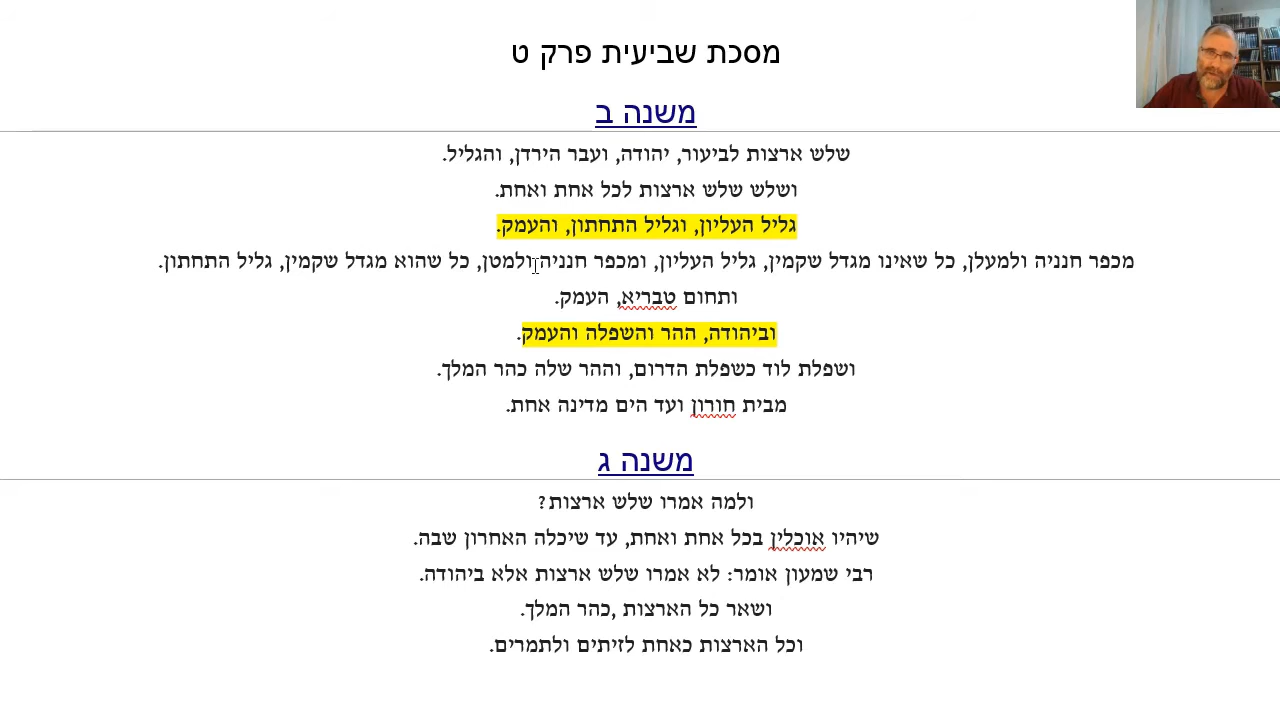 מסכת שביעית פרק ט
משנה ב
שלש ארצות לביעור, יהודה, ועבר הירדן, והגליל.
ושלש שלש ארצות לכל אחת ואחת.
גליל העליון, וגליל התחתון, והעמק.
מכפר חנניה ולמעלן, כל שאינו מגדל שקמין, גליל העליון, ומכפר חנניה ולמטן, כל שהוא מגדל שקמין, גליל התחתון.
ותחום טבריא, העמק.
וביהודה, ההר והשפלה והעמק.
ושפלת לוד כשפלת הדרום, וההר שלה כהר המלך.
מבית חורון ועד הים מדינה אחת.
משנה ג
ולמה אמרו שלש ארצות?
שיהיו אוכלין בכל אחת ואחת, עד שיכלה האחרון שבה.
רבי שמעון אומר: לא אמרו שלש ארצות אלא ביהודה.
ושאר כל הארצות ,כהר המלך.
וכל הארצות כאחת לזיתים ולתמרים.